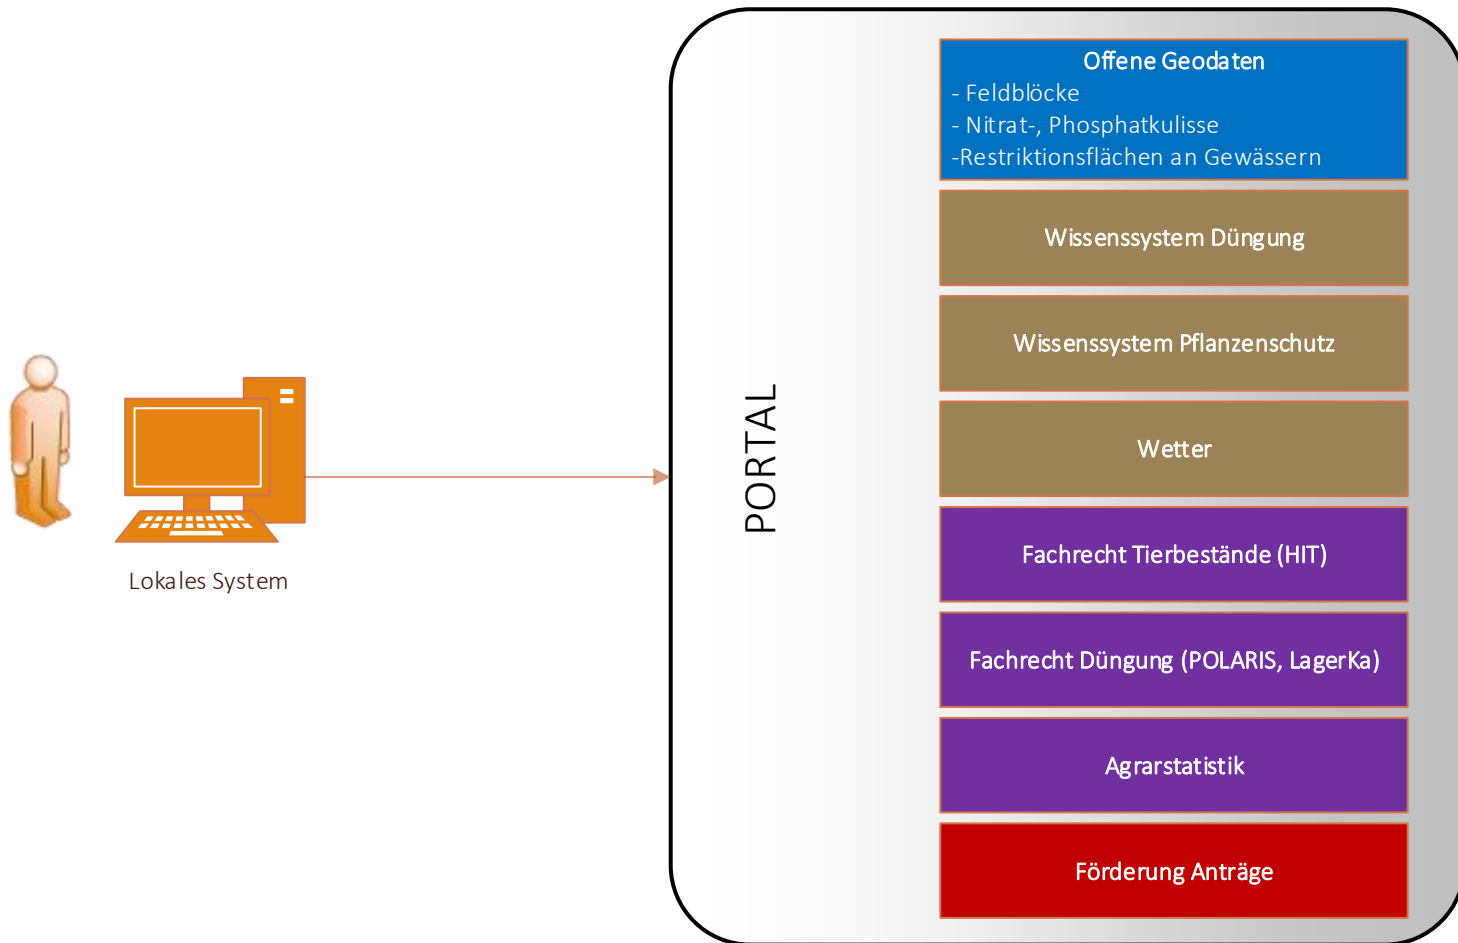 Lokales System
PORTAL
Offene Geodaten
- Feldblöcke
- Nitrat-, Phosphatkulisse
-Restriktionsflächen an Gewässern
Wissenssystem Düngung
Wissenssystem Pflanzenschutz
Wetter
Fachrecht Tierbestände (HIT)
Fachrecht Düngung (POLARIS, LagerKa)
Agrarstatistik
Förderung Anträge